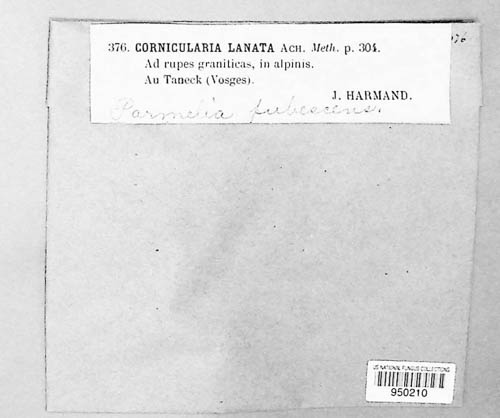 376. CORNICULARIA LANATA ACH. Meth. p. 304.
Ad rupes graniticas, in alpinis.
Au Taneck (Vosges).
J. HARMAND.
Parmelia pubescens.
US NATIONAL FUNGUS COLLECTIONS
950210